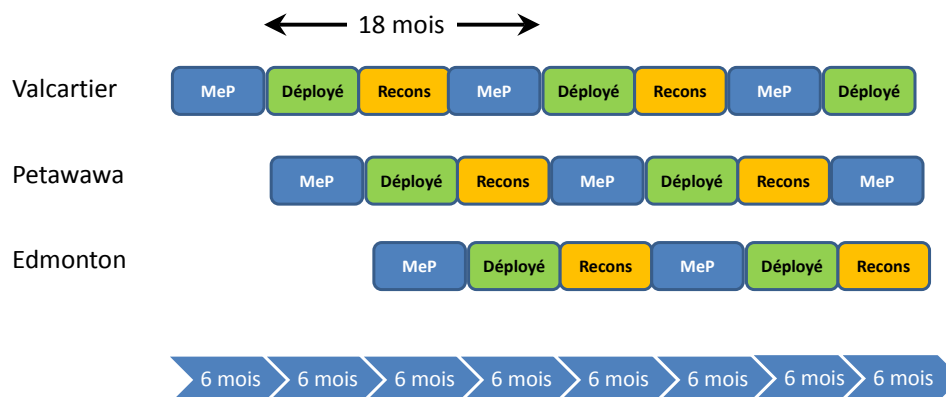 18 mois
Valcartier MeP Déployé Recons MeP Déployé Recons MeP Déployé
Petawawa MeP Déployé Recons MeP Déployé Recons MeP
Edmonton MeP Déployé Recons MeP Déployé Recons
6 mois 6 mois 6 mois 6 mois 6 mois 6 mois 6 mois 6 mois